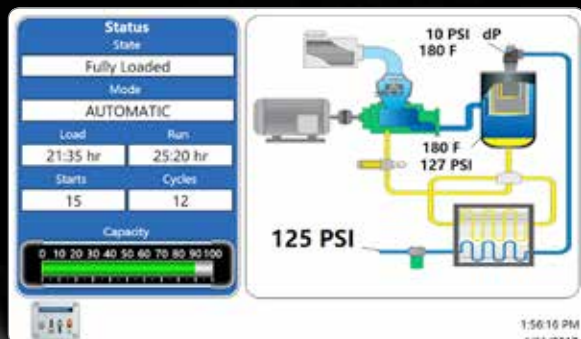 Status
State
Fully Loaded
Mode
AUTOMATIC
Load Run
21:35 hr 25:20 hr
Starts Cycles
15 12
Capacity
0 10 20 30 40 50 60 70 80 90 100
10 PSI dP
180 F
180 F
127 PSI
125 PSI
1:56:16 PM